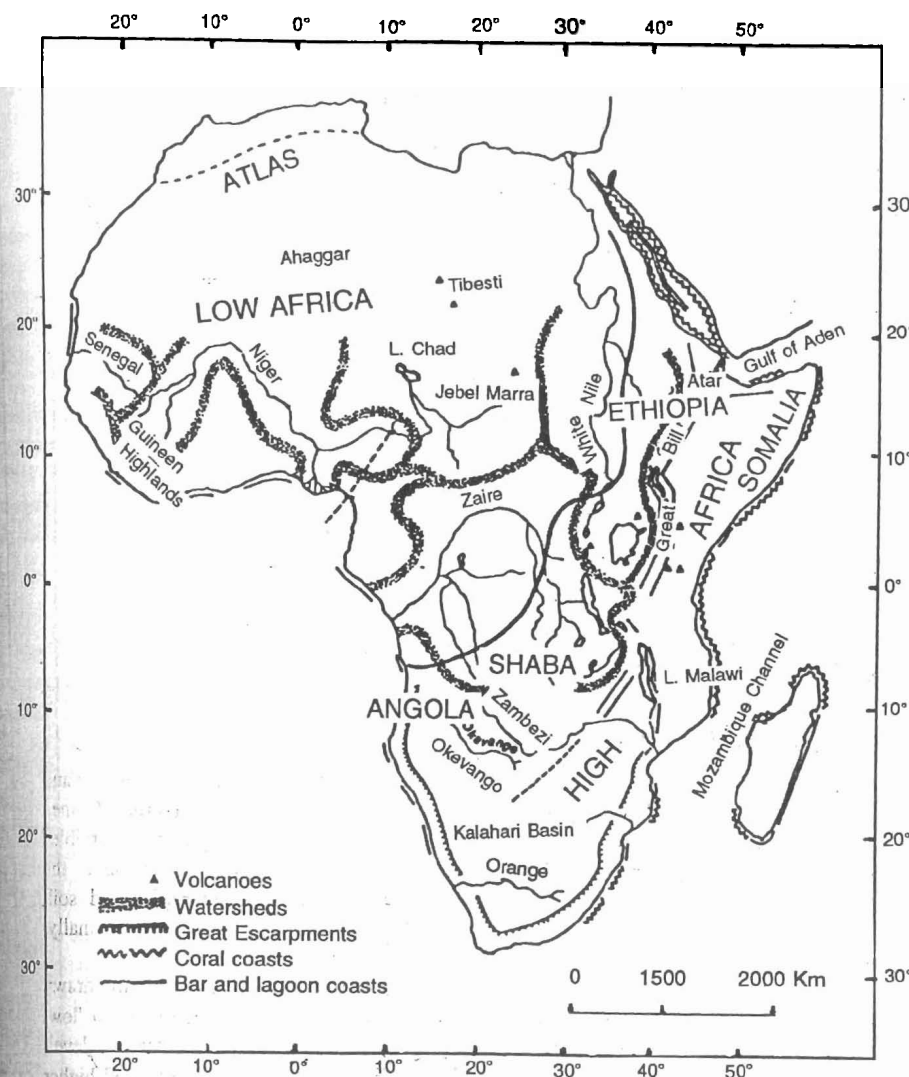 20° 10° 0° 10° 20° 30° 40° 50°
ATLAS
30° 30°
Ahaggar
Tibesti
LOW AFRICA
20° 20°
Senegal
Niger
L. Chad
Gulf of Aden
Jebel Marra
Nile
White
Atar
ETHIOPIA
Bill
Guineen
Highlands
10° 10°
AFRICA
SOMALIA
Zaire
Great
0° 0°
SHABA
L. Malawi
Mozambique Channel
ANGOLA
Zambezi
10° 10°
Okevango
HIGH
Kalahari Basin
20° 20°
Orange
Volcanoes
Watersheds
Great Escarpments
Coral coasts
Bar and lagoon coasts
30° 30°
0 1500 2000 Km
20° 10° 0° 10° 20° 30° 40° 50°